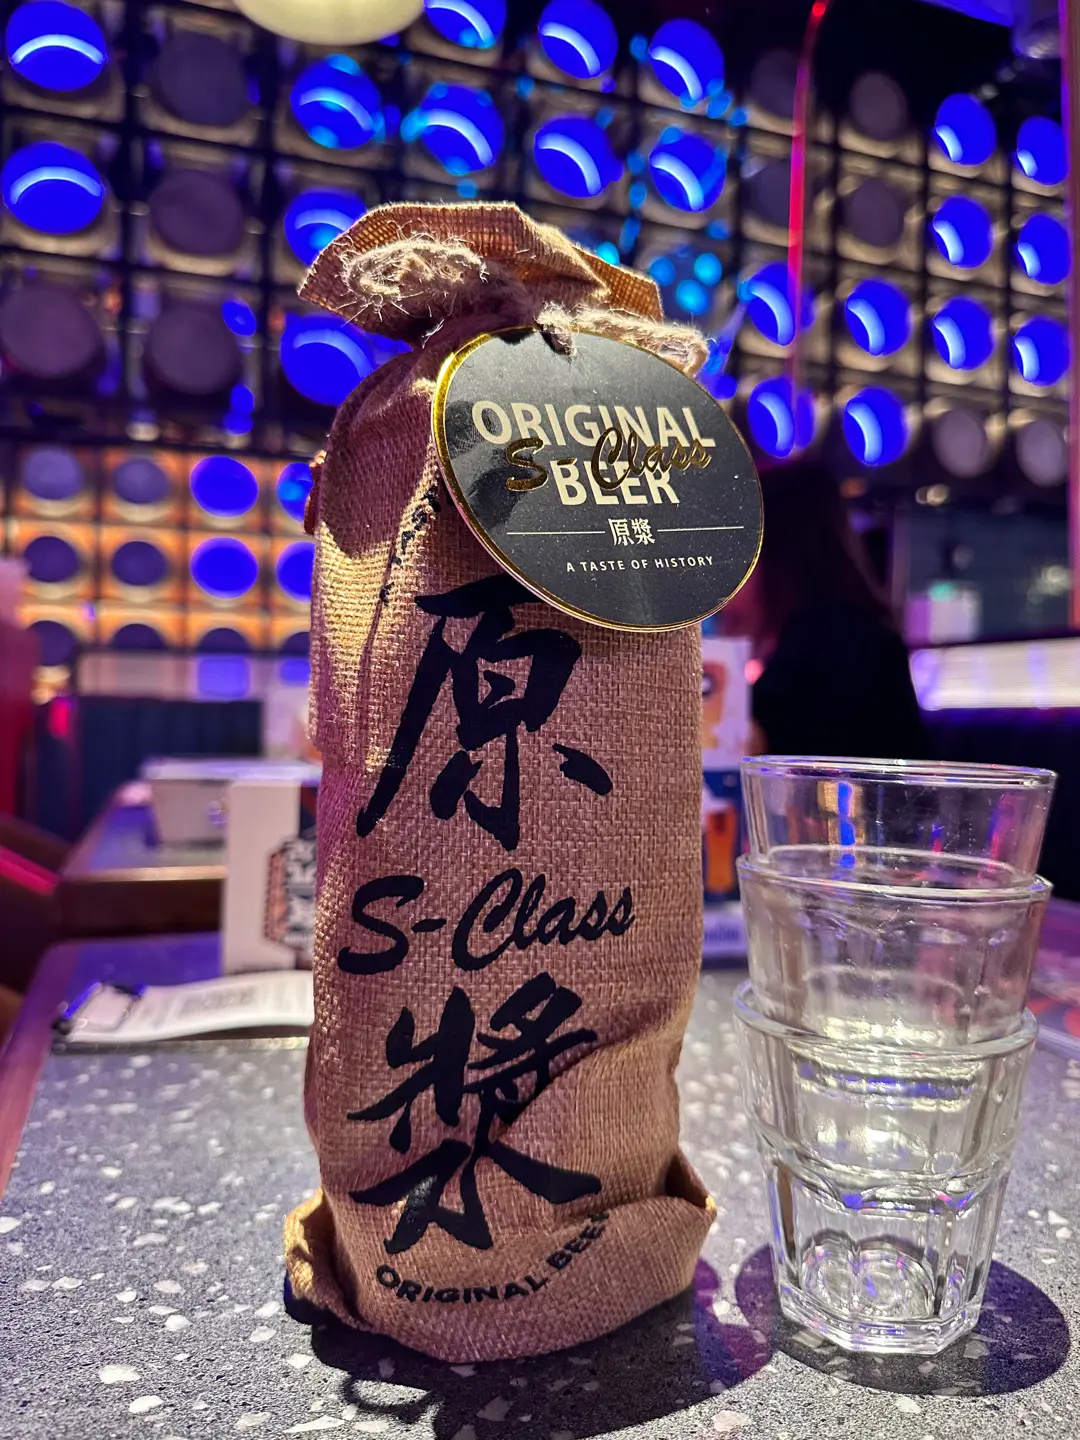 ORIGINAL
S-Class
BEER
原漿
A TASTE OF HISTORY
原
S-Class
漿
ORIGINAL BEER